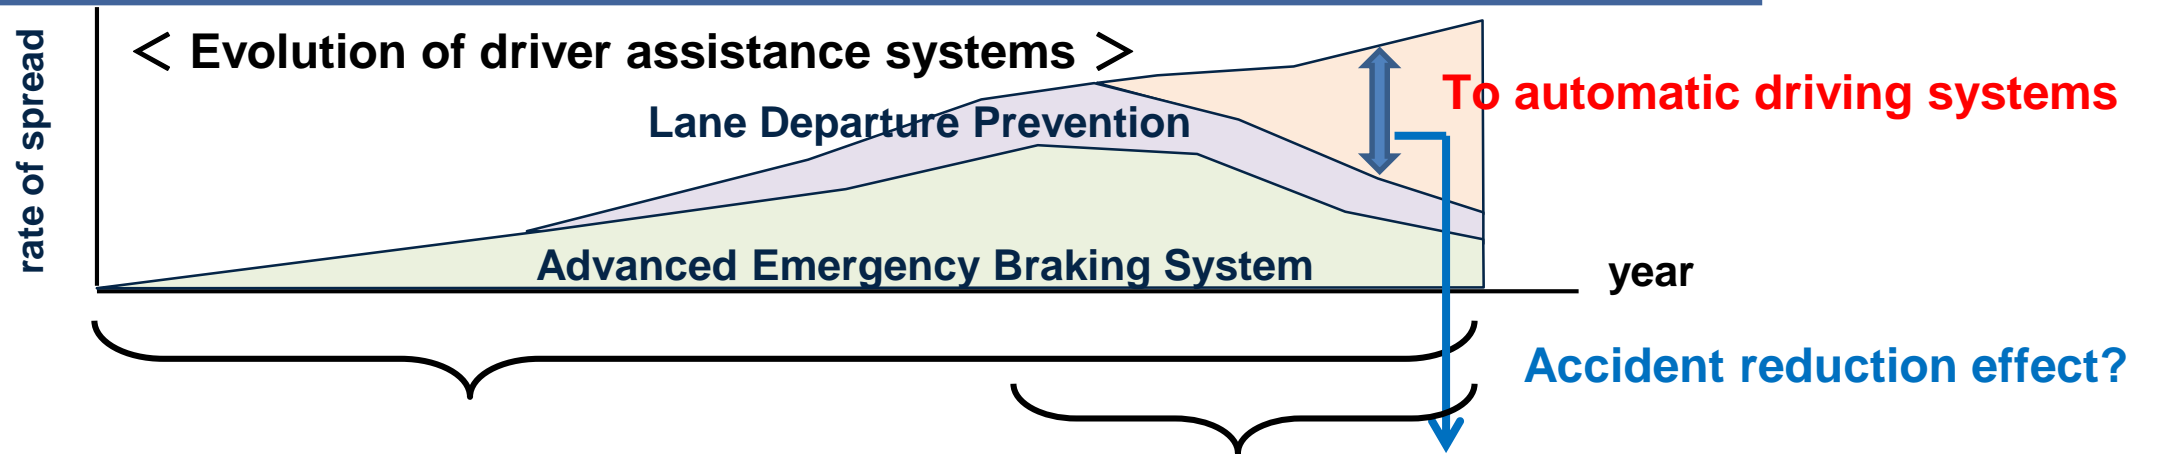 rate of spread
< Evolution of driver assistance systems >
To automatic driving systems
Lane Departure Prevention
Advanced Emergency Braking System
year
Accident reduction effect?